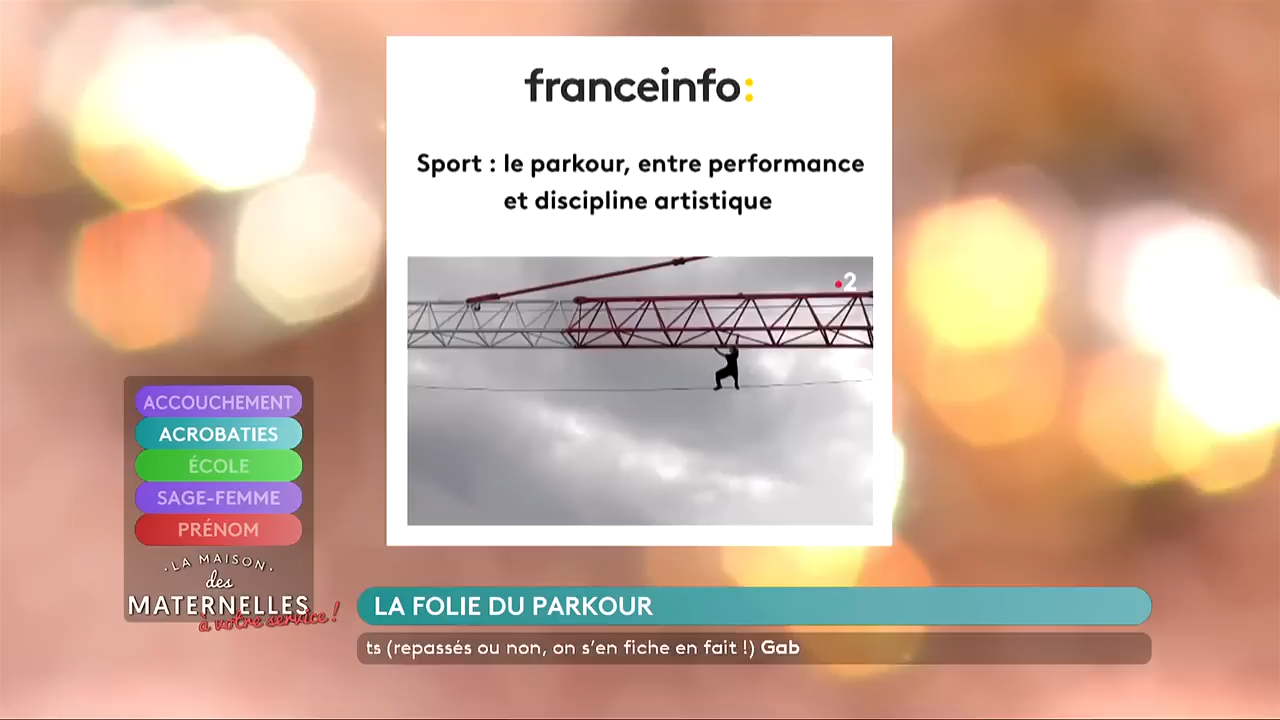 franceinfo:
Sport : le parkour, entre performance
et discipline artistique
2
ACCOUCHEMENT
ACROBATIES
ÉCOLE
SAGE-FEMME
PRÉNOM
·LA MAISON·
des
MATERNELLES
à votre service !
LA FOLIE DU PARKOUR
ts (repassés ou non, on s'en fiche en fait !) Gab